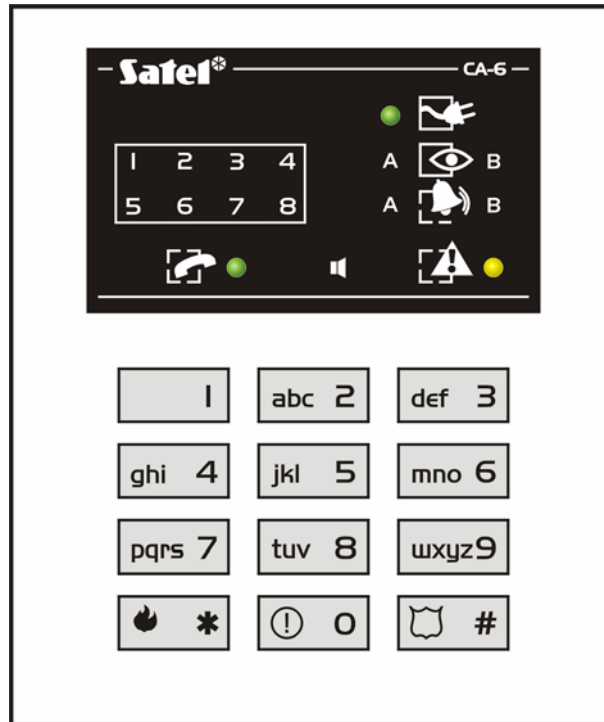 Satel CA-6
1 2 3 4
A B
5 6 7 8
A B
1 abc 2 def 3
ghi 4 jkl 5 mno 6
pqrs 7 tuv 8 wxyz9
* 0 #